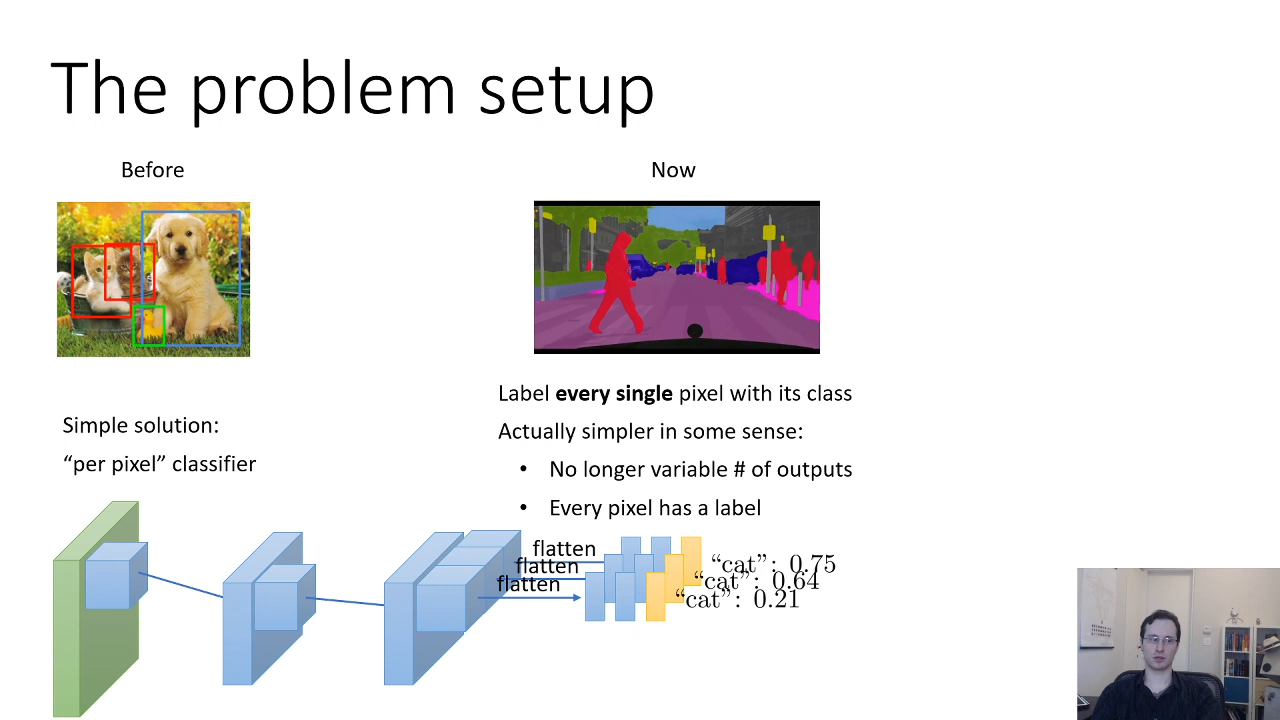 The problem setup
Before
Now
Label every single pixel with its class
Actually simpler in some sense:
• No longer variable # of outputs
• Every pixel has a label
Simple solution:
“per pixel” classifier
flatten
flatten
flatten
“cat”: 0.75
“cat”: 0.64
“cat”: 0.21